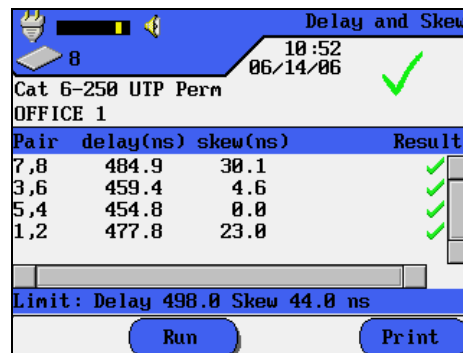 Delay and Skew
8
10:52
06/14/06
Cat 6-250 UTP Perm
OFFICE 1
Pair delay(ns) skew(ns) Result
7,8 484.9 30.1
3,6 459.4 4.6
5,4 454.8 0.0
1,2 477.8 23.0
Limit: Delay 498.0 Skew 44.0 ns
Run Print